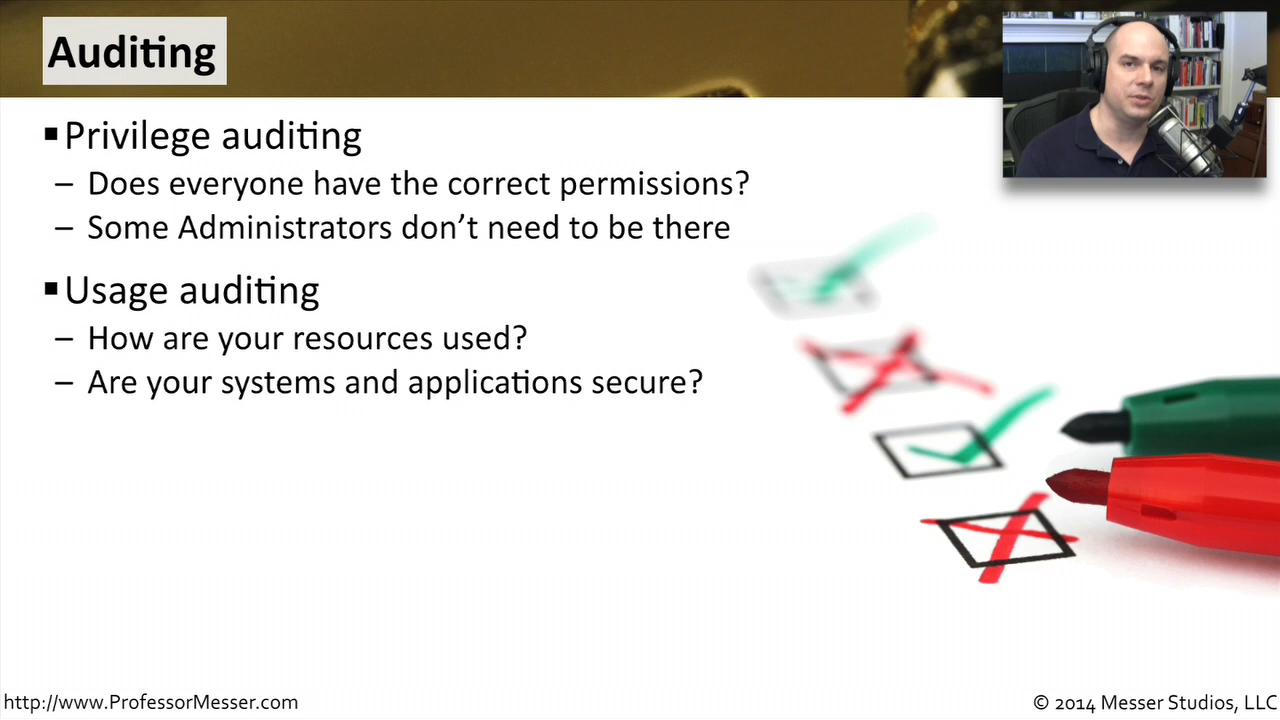 Auditing
▪Privilege auditing
– Does everyone have the correct permissions?
– Some Administrators don’t need to be there
▪Usage auditing
– How are your resources used?
– Are your systems and applications secure?
http://www.ProfessorMesser.com
© 2014 Messer Studios, LLC